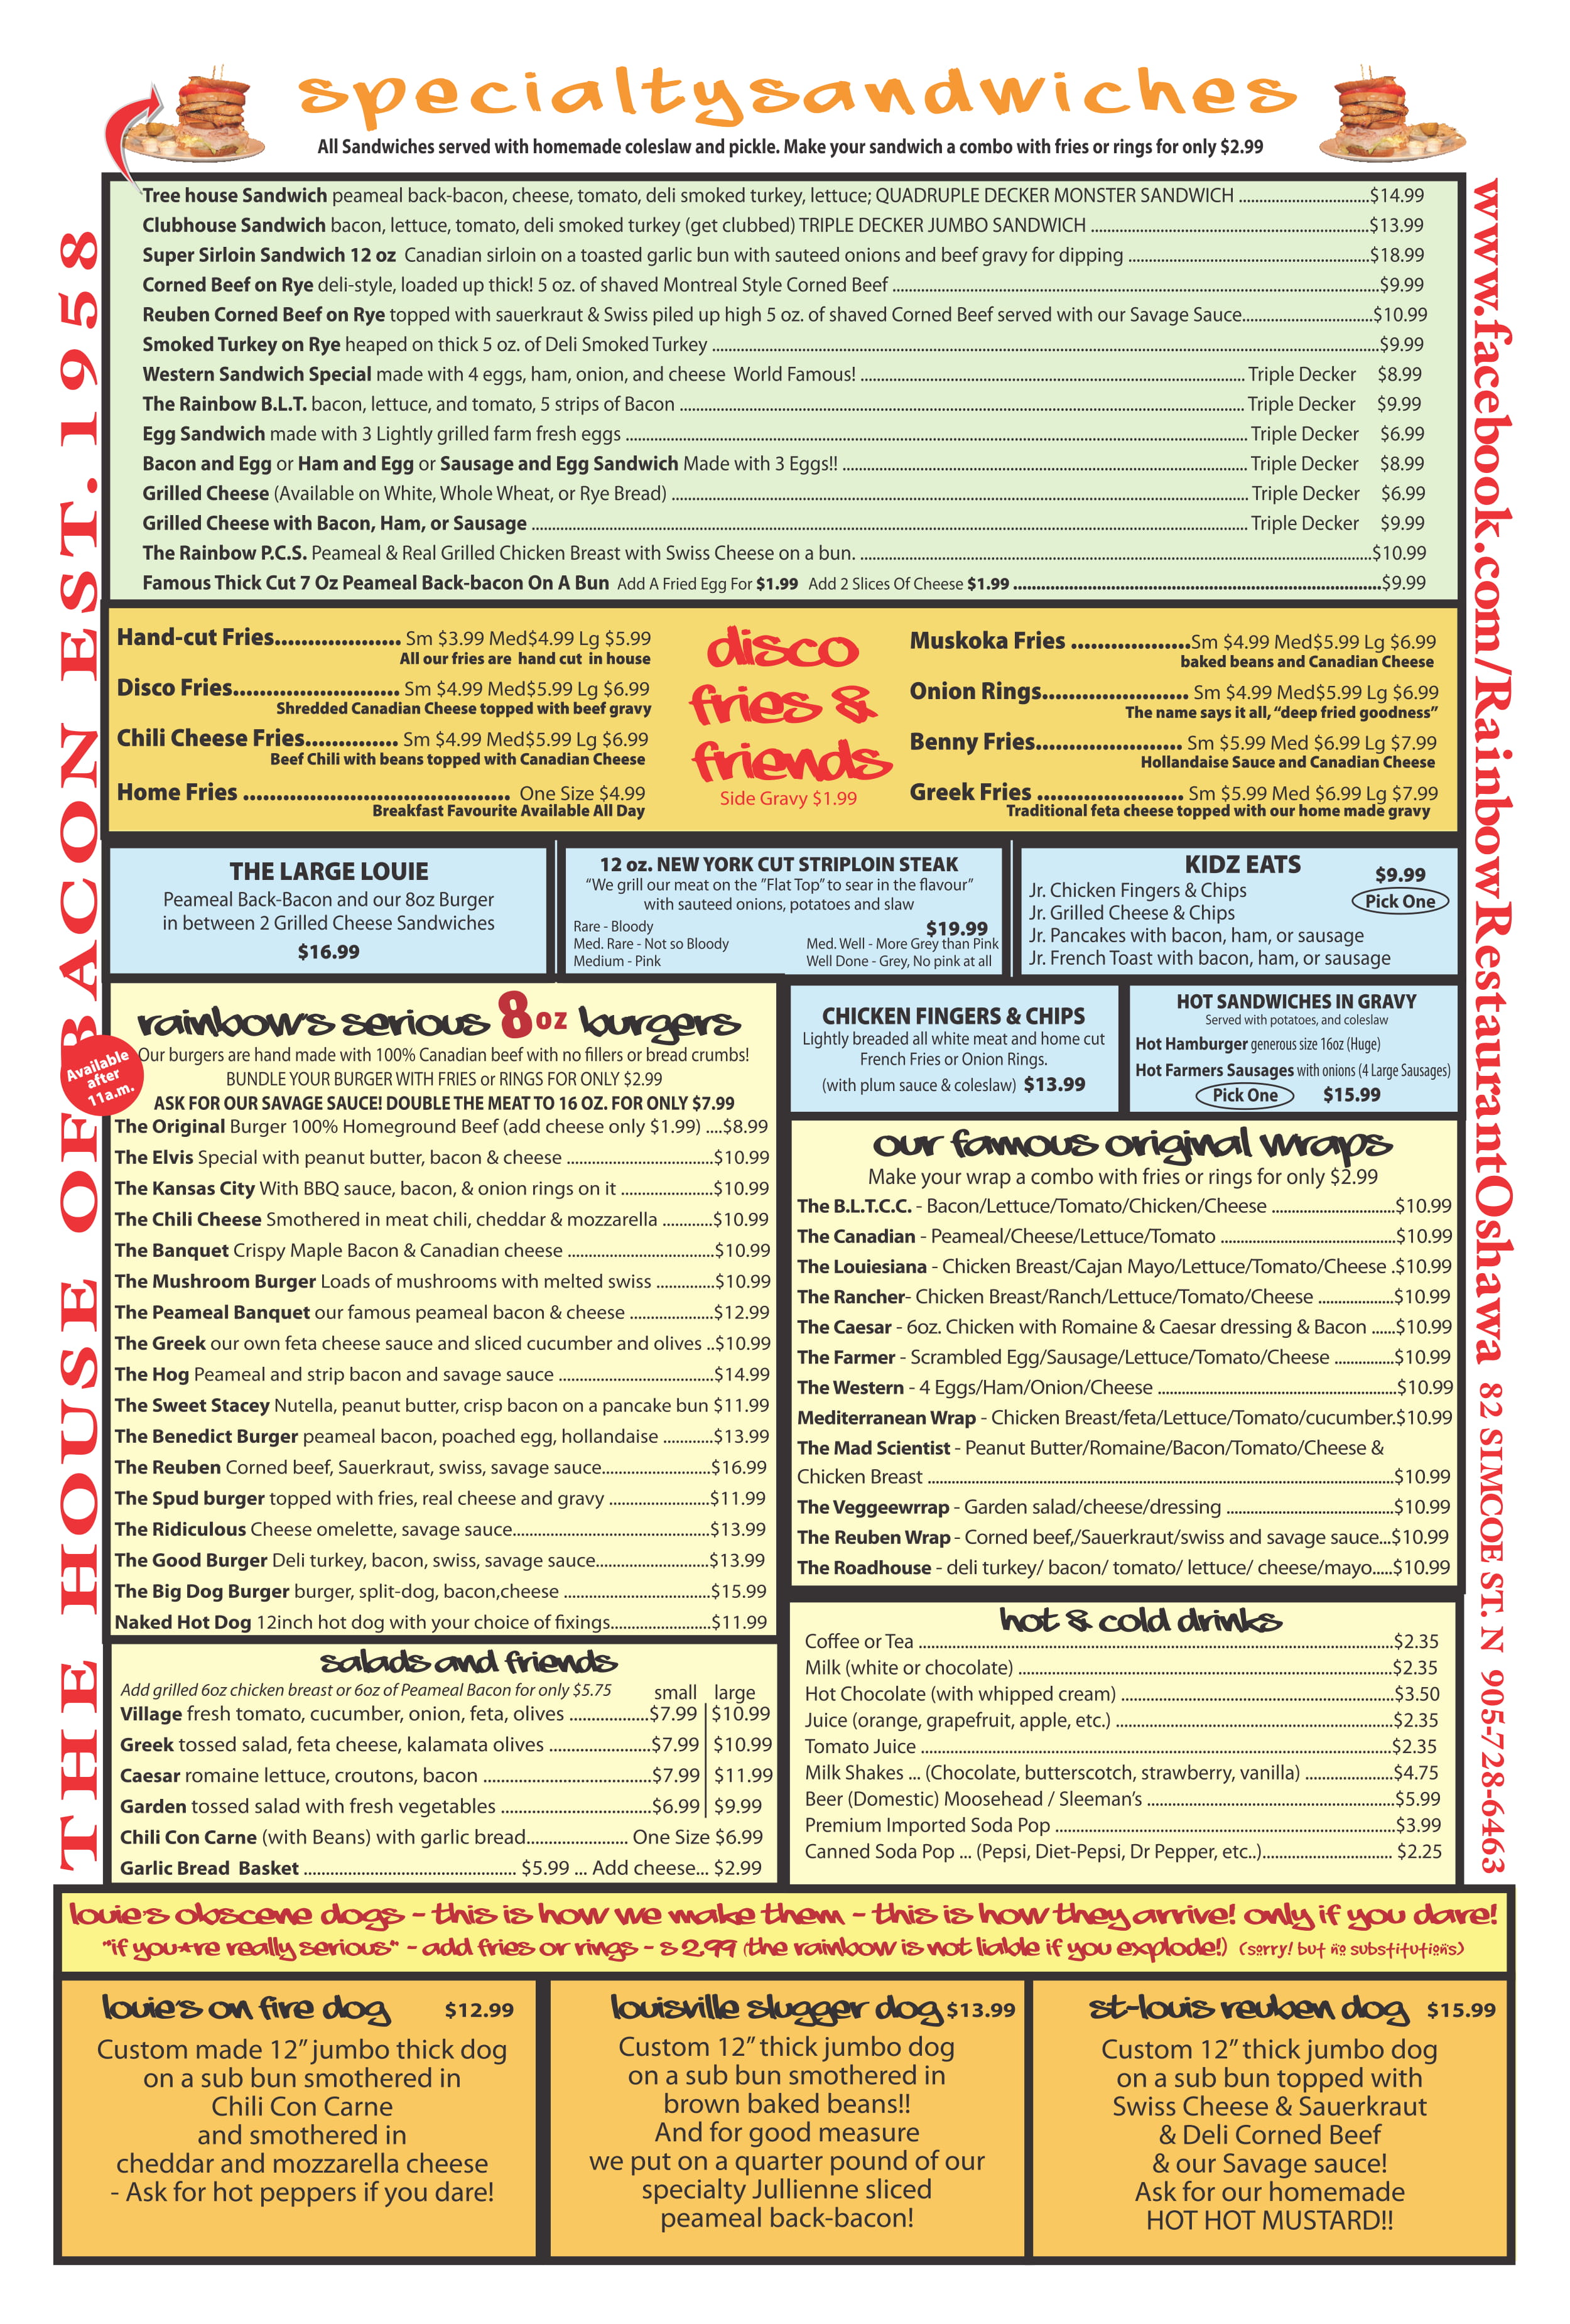 specialtysandwiches
All Sandwiches served with homemade coleslaw and pickle. Make your sandwich a combo with fries or rings for only $2.99
THE HOUSE OF BACON EST. 1958
Tree house Sandwich peameal back-bacon, cheese, tomato, deli smoked turkey, lettuce; QUADRUPLE DECKER MONSTER SANDWICH ..............................$14.99
Clubhouse Sandwich bacon, lettuce, tomato, deli smoked turkey (get clubbed) TRIPLE DECKER JUMBO SANDWICH ..............................$13.99
Super Sirloin Sandwich 12 oz Canadian sirloin on a toasted garlic bun with sauteed onions and beef gravy for dipping ..............................$18.99
Corned Beef on Rye deli-style, loaded up thick! 5 oz. of shaved Montreal Style Corned Beef ..............................$9.99
Reuben Corned Beef on Rye topped with sauerkraut & Swiss piled up high 5 oz. of shaved Corned Beef served with our Savage Sauce..............................$10.99
Smoked Turkey on Rye heaped on thick 5 oz. of Deli Smoked Turkey ..............................$9.99
Western Sandwich Special made with 4 eggs, ham, onion, and cheese World Famous! .............................. Triple Decker $8.99
The Rainbow B.L.T. bacon, lettuce, and tomato, 5 strips of Bacon .............................. Triple Decker $9.99
Egg Sandwich made with 3 Lightly grilled farm fresh eggs .............................. Triple Decker $6.99
Bacon and Egg or Ham and Egg or Sausage and Egg Sandwich Made with 3 Eggs!! .............................. Triple Decker $8.99
Grilled Cheese (Available on White, Whole Wheat, or Rye Bread) .............................. Triple Decker $6.99
Grilled Cheese with Bacon, Ham, or Sausage .............................. Triple Decker $9.99
The Rainbow P.C.S. Peameal & Real Grilled Chicken Breast with Swiss Cheese on a bun. ..............................$10.99
Famous Thick Cut 7 Oz Peameal Back-bacon On A Bun Add A Fried Egg For $1.99 Add 2 Slices Of Cheese $1.99 ..............................$9.99
Hand-cut Fries................... Sm $3.99 Med$4.99 Lg $5.99
All our fries are hand cut in house
Disco Fries......................... Sm $4.99 Med$5.99 Lg $6.99
Shredded Canadian Cheese topped with beef gravy
Chili Cheese Fries.............. Sm $4.99 Med$5.99 Lg $6.99
Beef Chili with beans topped with Canadian Cheese
Home Fries ........................................ One Size $4.99
Breakfast Favourite Available All Day
disco
fries &
friends
Side Gravy $1.99
Muskoka Fries ..................Sm $4.99 Med$5.99 Lg $6.99
baked beans and Canadian Cheese
Onion Rings...................... Sm $4.99 Med$5.99 Lg $6.99
The name says it all, “deep fried goodness”
Benny Fries...................... Sm $5.99 Med $6.99 Lg $7.99
Hollandaise Sauce and Canadian Cheese
Greek Fries ...................... Sm $5.99 Med $6.99 Lg $7.99
Traditional feta cheese topped with our home made gravy
THE LARGE LOUIE
Peameal Back-Bacon and our 8oz Burger
in between 2 Grilled Cheese Sandwiches
$16.99
12 oz. NEW YORK CUT STRIPLOIN STEAK
“We grill our meat on the ”Flat Top” to sear in the flavour”
with sauteed onions, potatoes and slaw
$19.99
Rare - Bloody
Med. Rare - Not so Bloody
Medium - Pink
Med. Well - More Grey than Pink
Well Done - Grey, No pink at all
KIDZ EATS
$9.99
Pick One
Jr. Chicken Fingers & Chips
Jr. Grilled Cheese & Chips
Jr. Pancakes with bacon, ham, or sausage
Jr. French Toast with bacon, ham, or sausage
rainbow's serious 8oz burgers
Available
after
11a.m.
Our burgers are hand made with 100% Canadian beef with no fillers or bread crumbs!
BUNDLE YOUR BURGER WITH FRIES or RINGS FOR ONLY $2.99
ASK FOR OUR SAVAGE SAUCE! DOUBLE THE MEAT TO 16 OZ. FOR ONLY $7.99
The Original Burger 100% Homeground Beef (add cheese only $1.99) ....$8.99
The Elvis Special with peanut butter, bacon & cheese ..............................$10.99
The Kansas City With BBQ sauce, bacon, & onion rings on it ...................$10.99
The Chili Cheese Smothered in meat chili, cheddar & mozzarella ...........$10.99
The Banquet Crispy Maple Bacon & Canadian cheese ..............................$10.99
The Mushroom Burger Loads of mushrooms with melted swiss .............$10.99
The Peameal Banquet our famous peameal bacon & cheese ..................$12.99
The Greek our own feta cheese sauce and sliced cucumber and olives ..$10.99
The Hog Peameal and strip bacon and savage sauce ................................$14.99
The Sweet Stacey Nutella, peanut butter, crisp bacon on a pancake bun $11.99
The Benedict Burger peameal bacon, poached egg, hollandaise ...........$13.99
The Reuben Corned beef, Sauerkraut, swiss, savage sauce.......................$16.99
The Spud burger topped with fries, real cheese and gravy .....................$11.99
The Ridiculous Cheese omelette, savage sauce.........................................$13.99
The Good Burger Deli turkey, bacon, swiss, savage sauce.......................$13.99
The Big Dog Burger burger, split-dog, bacon,cheese ..............................$15.99
Naked Hot Dog 12inch hot dog with your choice of fixings.....................$11.99
CHICKEN FINGERS & CHIPS
Lightly breaded all white meat and home cut
French Fries or Onion Rings.
(with plum sauce & coleslaw) $13.99
HOT SANDWICHES IN GRAVY
Served with potatoes, and coleslaw
Hot Hamburger generous size 16oz (Huge)
Hot Farmers Sausages with onions (4 Large Sausages)
Pick One $15.99
our famous original wraps
Make your wrap a combo with fries or rings for only $2.99
The B.L.T.C.C. - Bacon/Lettuce/Tomato/Chicken/Cheese .........................$10.99
The Canadian - Peameal/Cheese/Lettuce/Tomato ....................................$10.99
The Louiesiana - Chicken Breast/Cajan Mayo/Lettuce/Tomato/Cheese .$10.99
The Rancher- Chicken Breast/Ranch/Lettuce/Tomato/Cheese ................$10.99
The Caesar - 6oz. Chicken with Romaine & Caesar dressing & Bacon ......$10.99
The Farmer - Scrambled Egg/Sausage/Lettuce/Tomato/Cheese .............$10.99
The Western - 4 Eggs/Ham/Onion/Cheese ..............................$10.99
Mediterranean Wrap - Chicken Breast/feta/Lettuce/Tomato/cucumber.$10.99
The Mad Scientist - Peanut Butter/Romaine/Bacon/Tomato/Cheese &
Chicken Breast ..............................$10.99
The Veggeewrrap - Garden salad/cheese/dressing ..............................$10.99
The Reuben Wrap - Corned beef,/Sauerkraut/swiss and savage sauce...$10.99
The Roadhouse - deli turkey/ bacon/ tomato/ lettuce/ cheese/mayo.....$10.99
salads and friends
Add grilled 6oz chicken breast or 6oz of Peameal Bacon for only $5.75 small large
Village fresh tomato, cucumber, onion, feta, olives .................$7.99 $10.99
Greek tossed salad, feta cheese, kalamata olives ......................$7.99 $10.99
Caesar romaine lettuce, croutons, bacon ....................................$7.99 $11.99
Garden tossed salad with fresh vegetables ................................$6.99 $9.99
Chili Con Carne (with Beans) with garlic bread...................... One Size $6.99
Garlic Bread Basket .............................................. $5.99 ... Add cheese... $2.99
hot & cold drinks
Coffee or Tea ..............................$2.35
Milk (white or chocolate) ..............................$2.35
Hot Chocolate (with whipped cream) ..............................$3.50
Juice (orange, grapefruit, apple, etc.) ..............................$2.35
Tomato Juice ..............................$2.35
Milk Shakes ... (Chocolate, butterscotch, strawberry, vanilla) ...................$4.75
Beer (Domestic) Moosehead / Sleeman's ..............................$5.99
Premium Imported Soda Pop ..............................$3.99
Canned Soda Pop ... (Pepsi, Diet-Pepsi, Dr Pepper, etc..)............................ $2.25
www.facebook.com/RainbowRestaurantOshawa 82 SIMCOE ST. N 905-728-6463
louie's obscene dogs - this is how we make them - this is how they arrive! only if you dare!
"if you*re really serious" - add fries or rings - $ 2.99 (the rainbow is not liable if you explode!) (sorry! but no substitutions)
louie's on fire dog $12.99
Custom made 12” jumbo thick dog
on a sub bun smothered in
Chili Con Carne
and smothered in
cheddar and mozzarella cheese
- Ask for hot peppers if you dare!
louisville slugger dog $13.99
Custom 12” thick jumbo dog
on a sub bun smothered in
brown baked beans!!
And for good measure
we put on a quarter pound of our
specialty Jullienne sliced
peameal back-bacon!
st-louis reuben dog $15.99
Custom 12” thick jumbo dog
on a sub bun topped with
Swiss Cheese & Sauerkraut
& Deli Corned Beef
& our Savage sauce!
Ask for our homemade
HOT HOT MUSTARD!!